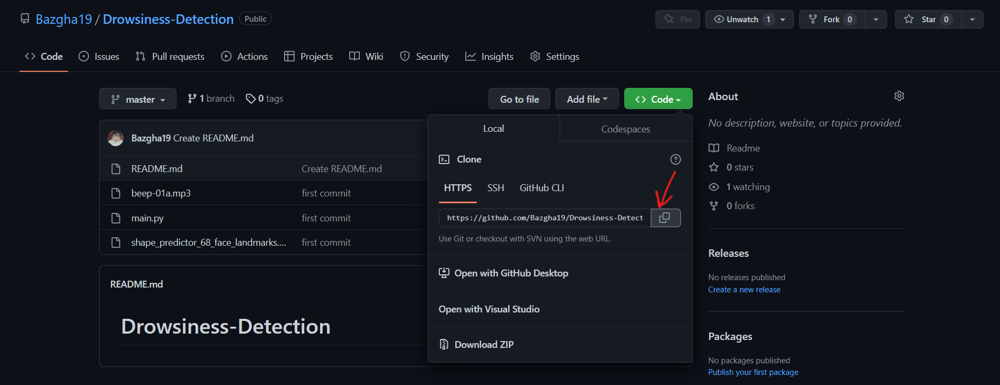 Bazgha19 / Drowsiness-Detection Public
Pin Unwatch 1 Fork 0 Star 0
Code Issues Pull requests Actions Projects Wiki Security Insights Settings
master 1 branch 0 tags Go to file Add file Code
Bazgha19 Create README.md
README.md Create README.md
beep-01a.mp3 first commit
main.py first commit
shape_predictor_68_face_landmarks.... first commit
README.md
Drowsiness-Detection
Local Codespaces
Clone
HTTPS SSH GitHub CLI
https://github.com/Bazgha19/Drowsiness-Detect
Use Git or checkout with SVN using the web URL.
Open with GitHub Desktop
Open with Visual Studio
Download ZIP
About
No description, website, or topics provided.
Readme
0 stars
1 watching
0 forks
Releases
No releases published
Create a new release
Packages
No packages published
Publish your first package